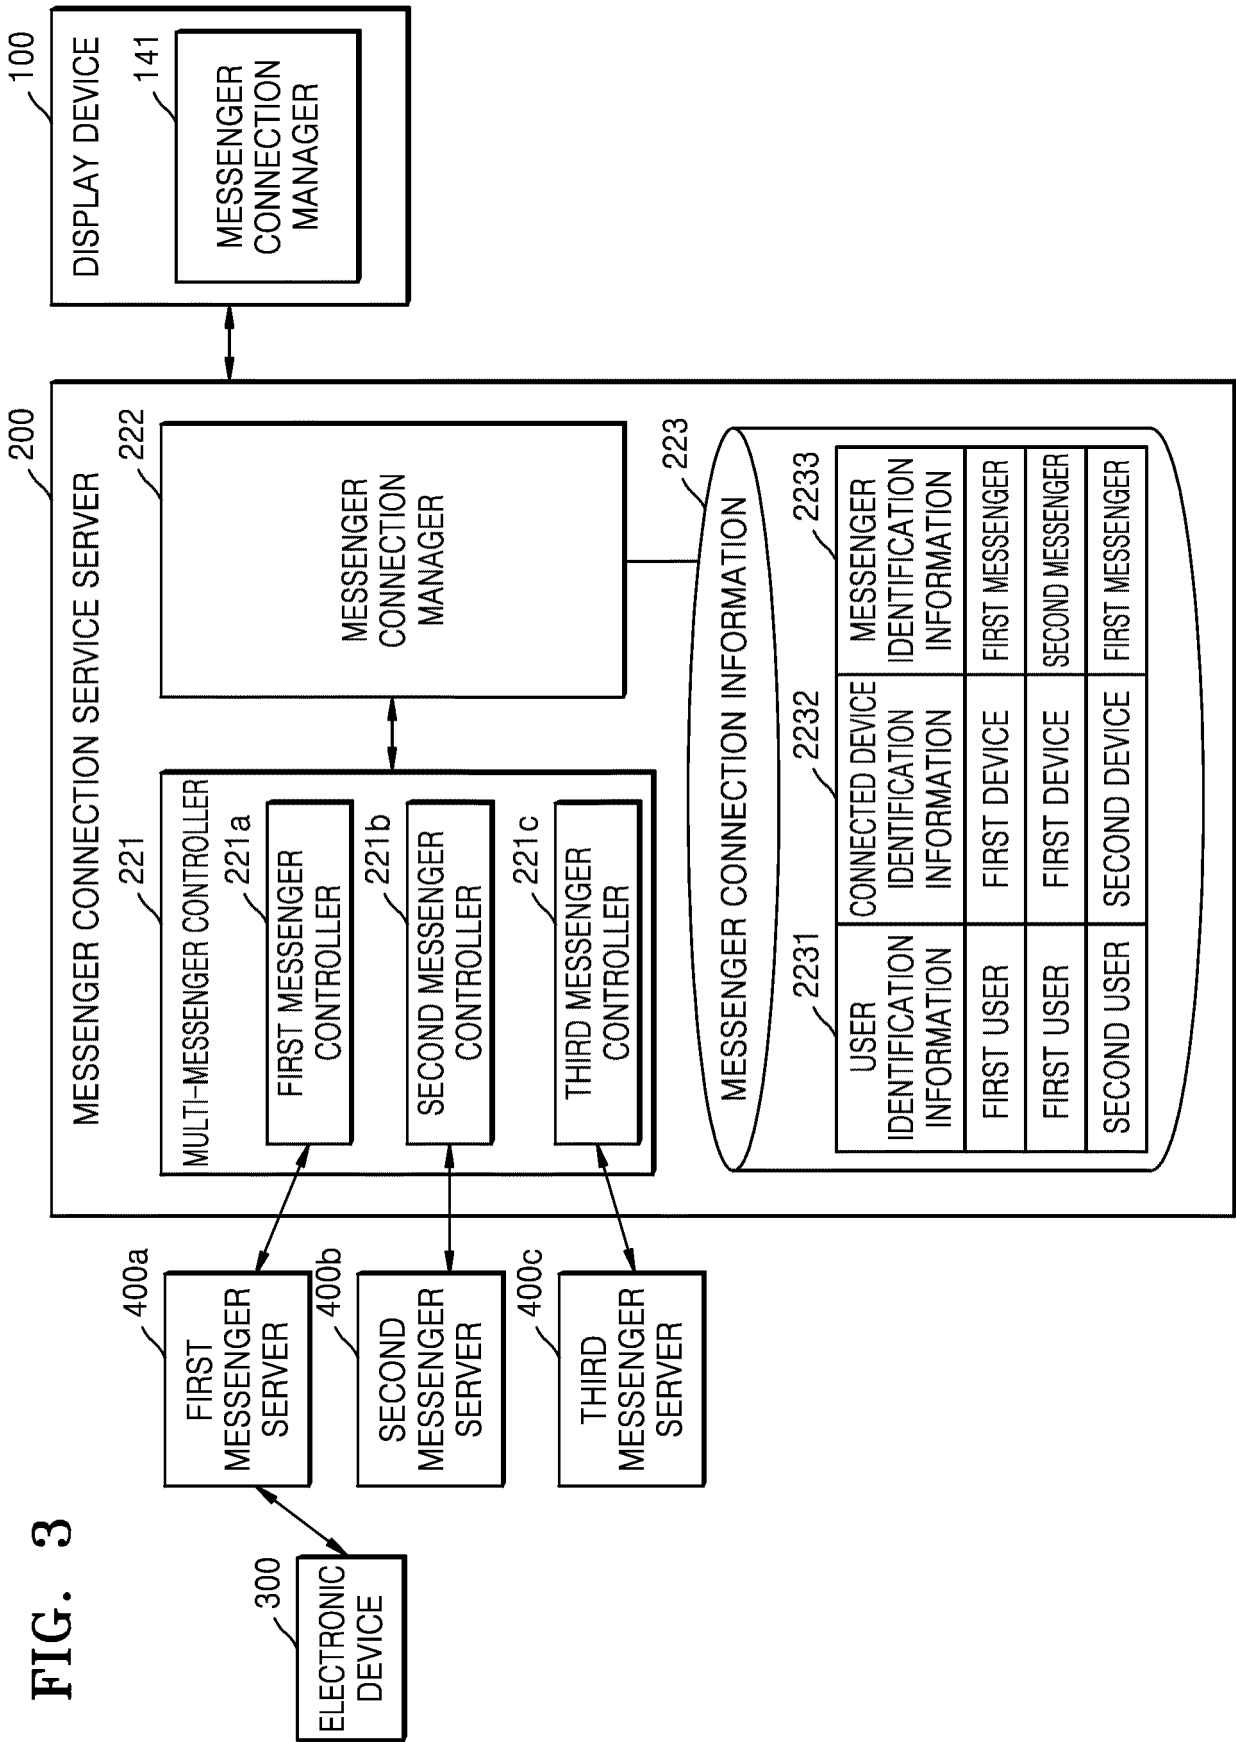 FIG. 3
300
ELECTRONIC
DEVICE
400a
FIRST
MESSENGER
SERVER
400b
SECOND
MESSENGER
SERVER
400c
THIRD
MESSENGER
SERVER
200
MESSENGER CONNECTION SERVICE SERVER
221
MULTI-MESSENGER CONTROLLER
221a
FIRST MESSENGER
CONTROLLER
221b
SECOND MESSENGER
CONTROLLER
221c
THIRD MESSENGER
CONTROLLER
222
MESSENGER
CONNECTION
MANAGER
223
MESSENGER CONNECTION INFORMATION
2231 2232 2233
USER
IDENTIFICATION
INFORMATION
CONNECTED DEVICE
IDENTIFICATION
INFORMATION
MESSENGER
IDENTIFICATION
INFORMATION
FIRST USER FIRST DEVICE FIRST MESSENGER
FIRST USER FIRST DEVICE SECOND MESSENGER
SECOND USER SECOND DEVICE FIRST MESSENGER
100
DISPLAY DEVICE
141
MESSENGER
CONNECTION
MANAGER